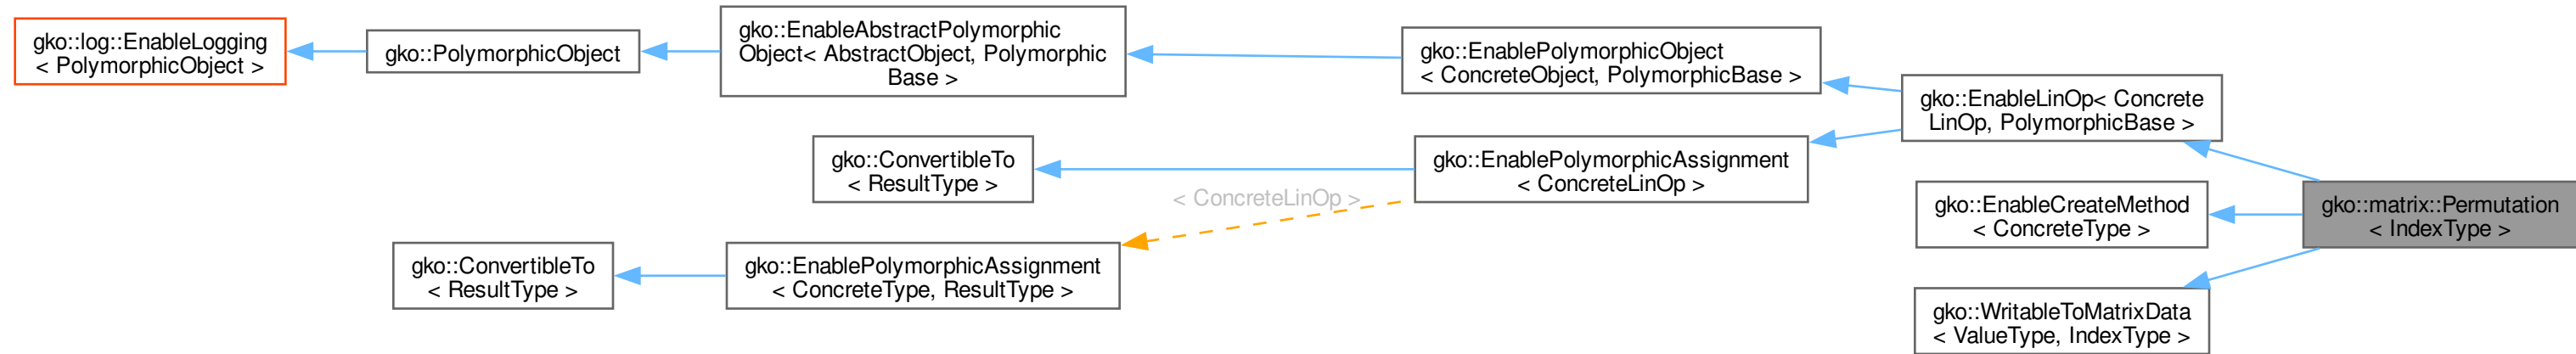 gko::log::EnableLogging
< PolymorphicObject >
gko::PolymorphicObject
gko::EnableAbstractPolymorphic
Object< AbstractObject, Polymorphic
Base >
gko::EnablePolymorphicObject
< ConcreteObject, PolymorphicBase >
gko::EnableLinOp< Concrete
LinOp, PolymorphicBase >
gko::ConvertibleTo
< ResultType >
gko::EnablePolymorphicAssignment
< ConcreteLinOp >
< ConcreteLinOp >
gko::EnableCreateMethod
< ConcreteType >
gko::matrix::Permutation
< IndexType >
gko::ConvertibleTo
< ResultType >
gko::EnablePolymorphicAssignment
< ConcreteType, ResultType >
gko::WritableToMatrixData
< ValueType, IndexType >